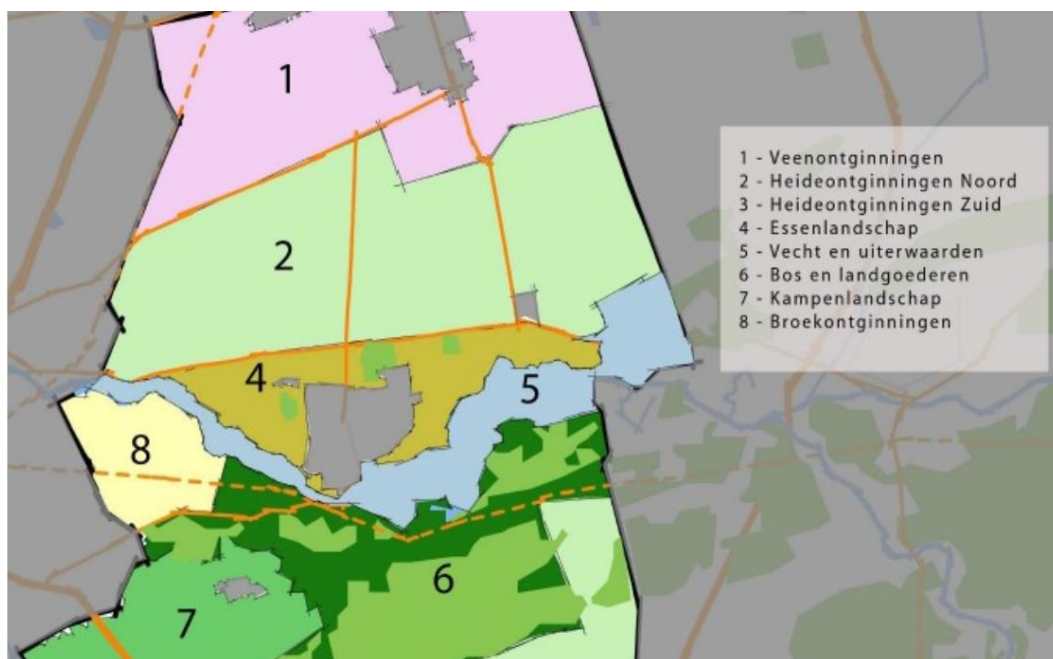 1
2
4
5
8
6
7
1 - Veenontginningen
2 - Heideontginningen Noord
3 - Heideontginningen Zuid
4 - Essenlandschap
5 - Vecht en uiterwaarden
6 - Bos en landgoederen
7 - Kampenlandschap
8 - Broekontginningen